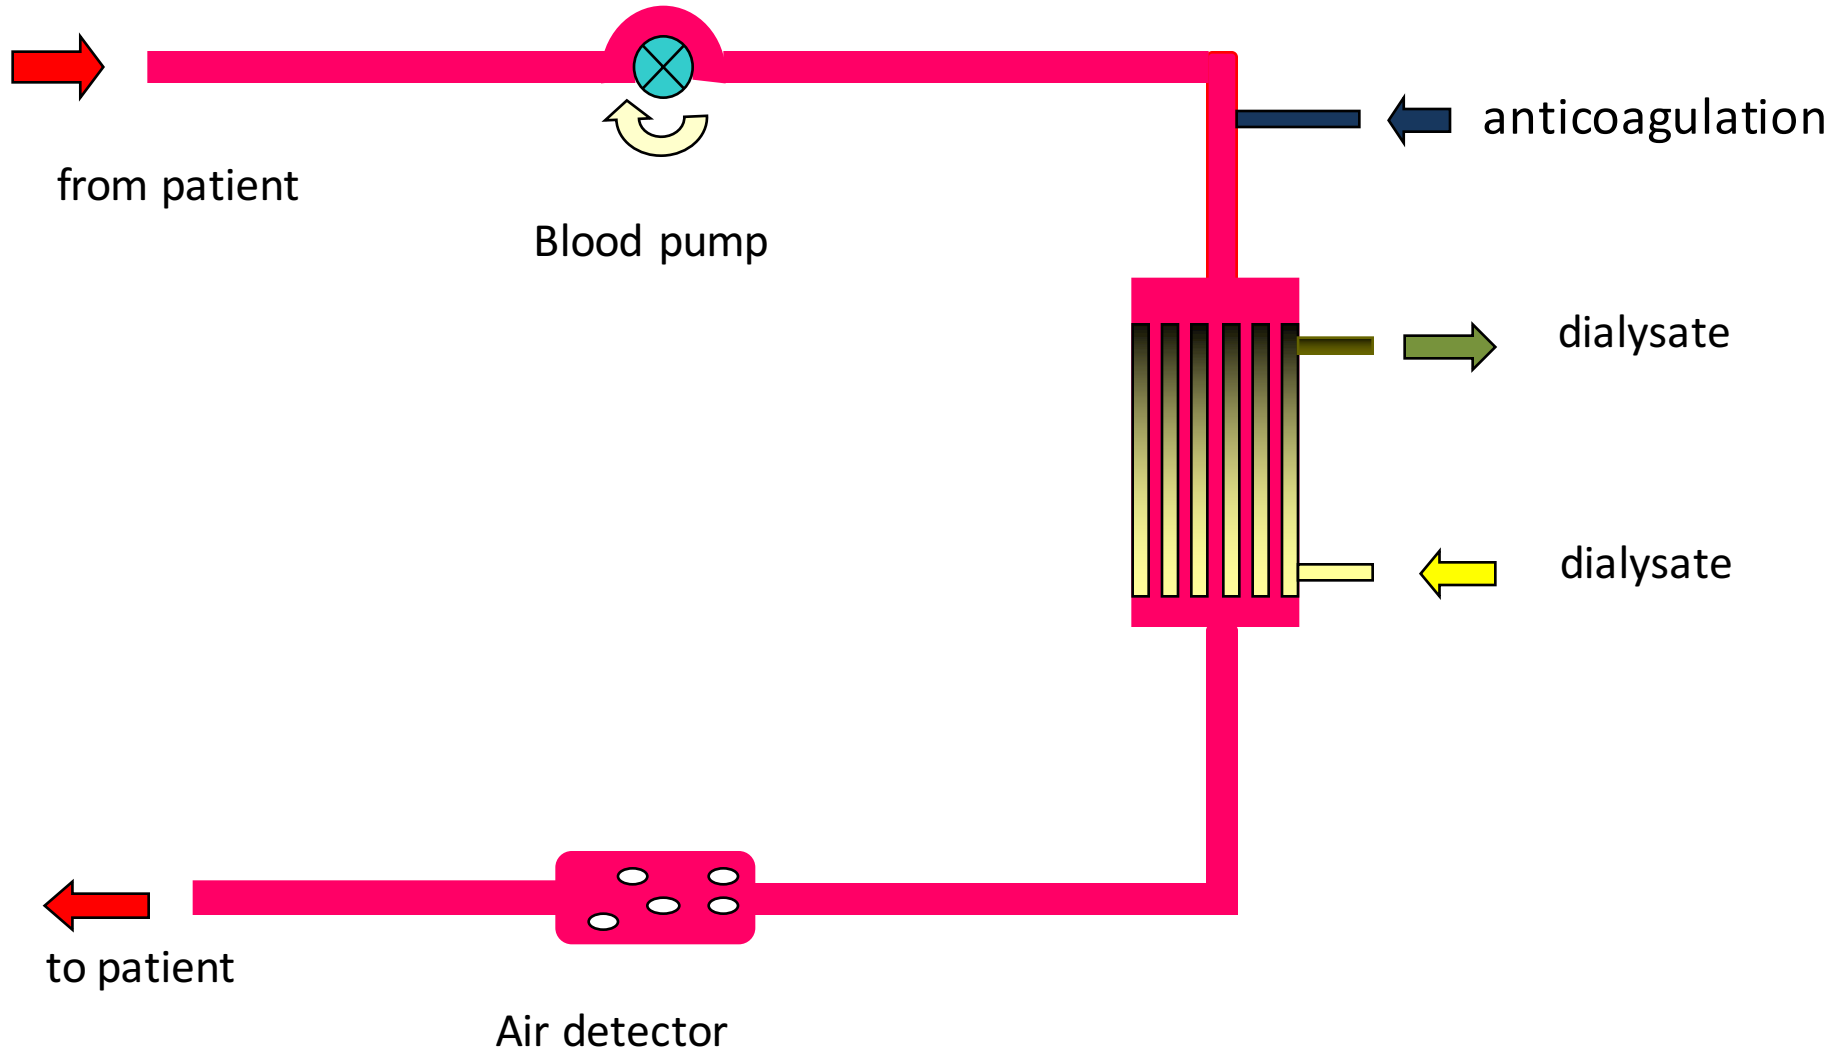 anticoagulation
from patient
Blood pump
dialysate
dialysate
to patient
Air detector